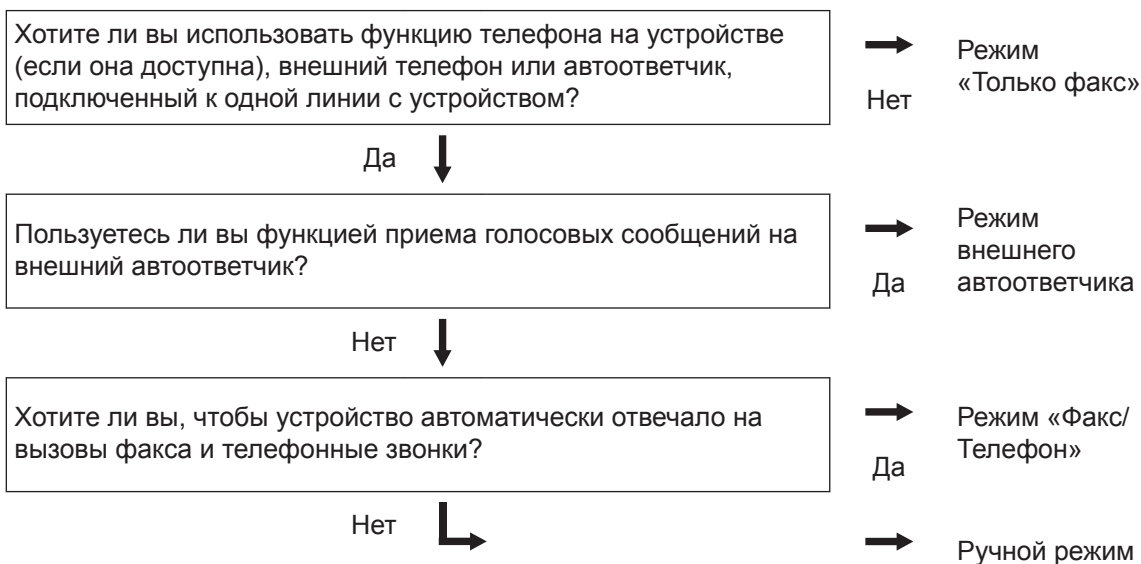 Хотите ли вы использовать функцию телефона на устройстве
(если она доступна), внешний телефон или автоответчик,
подключенный к одной линии с устройством?
Нет
Режим
«Только факс»
Да
Пользуетесь ли вы функцией приема голосовых сообщений на
внешний автоответчик?
Да
Режим
внешнего
автоответчика
Нет
Хотите ли вы, чтобы устройство автоматически отвечало на
вызовы факса и телефонные звонки?
Да
Режим «Факс/
Телефон»
Нет
Ручной режим